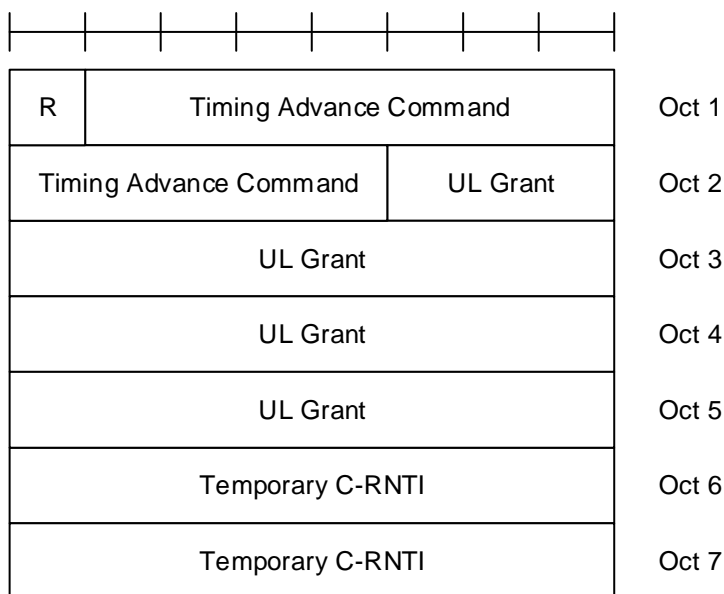 R Timing Advance Command Oct 1
Timing Advance Command UL Grant Oct 2
UL Grant Oct 3
UL Grant Oct 4
UL Grant Oct 5
Temporary C-RNTI Oct 6
Temporary C-RNTI Oct 7